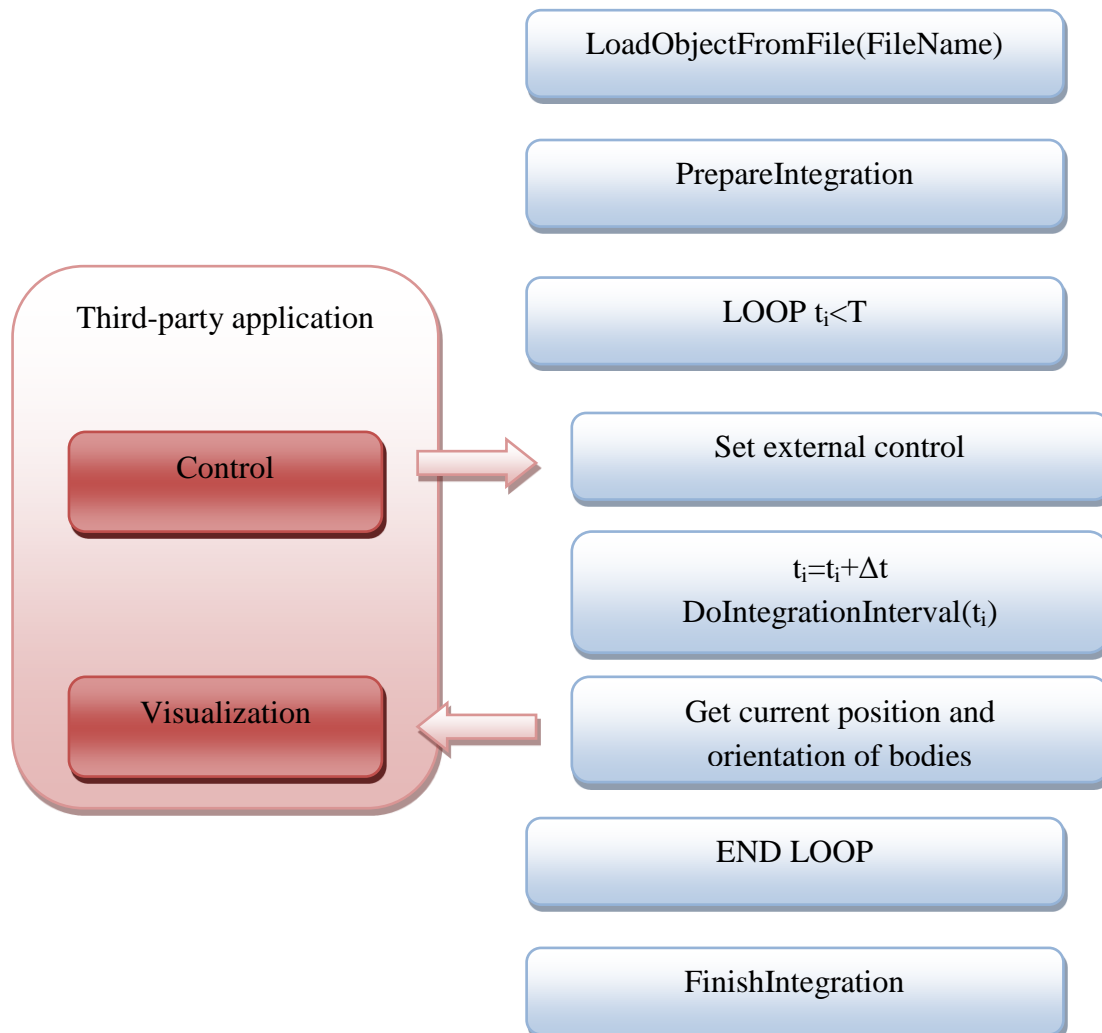 LoadObjectFromFile(FileName)
PrepareIntegration
Third-party application
LOOP tᵢ<T
Control
Set external control
tᵢ=tᵢ+Δt
DoIntegrationInterval(tᵢ)
Visualization
Get current position and
orientation of bodies
END LOOP
FinishIntegration